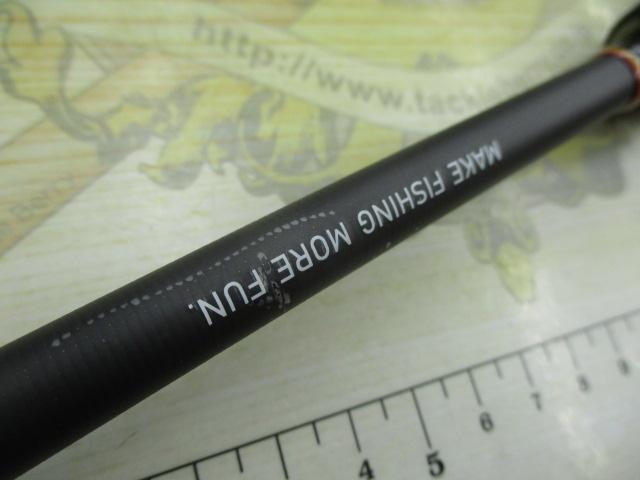 http://www.tackle
MAKE FISHING MORE FUN.
4 5 6 7 8 9